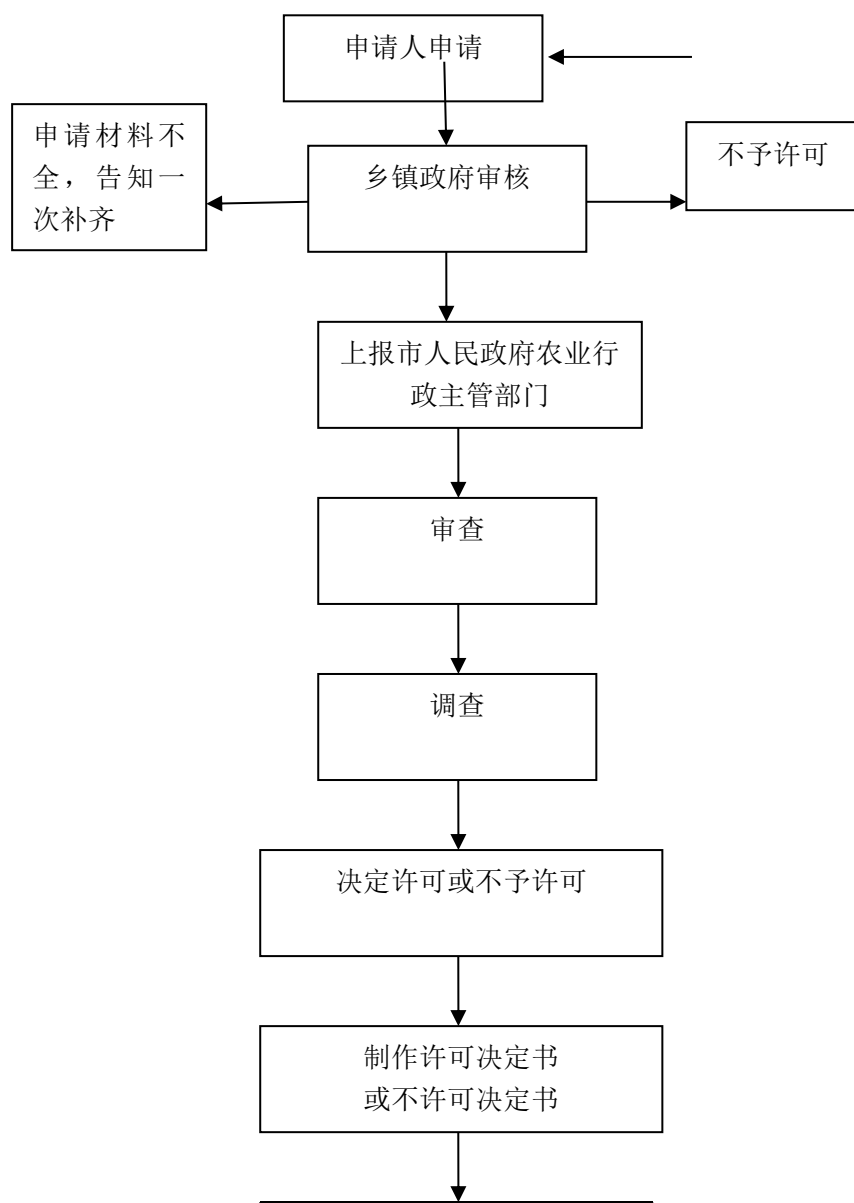 申请人申请
申请材料不
全，告知一
次补齐
乡镇政府审核
不予许可
上报市人民政府农业行
政主管部门
审查
调查
决定许可或不予许可
制作许可决定书
或不许可决定书